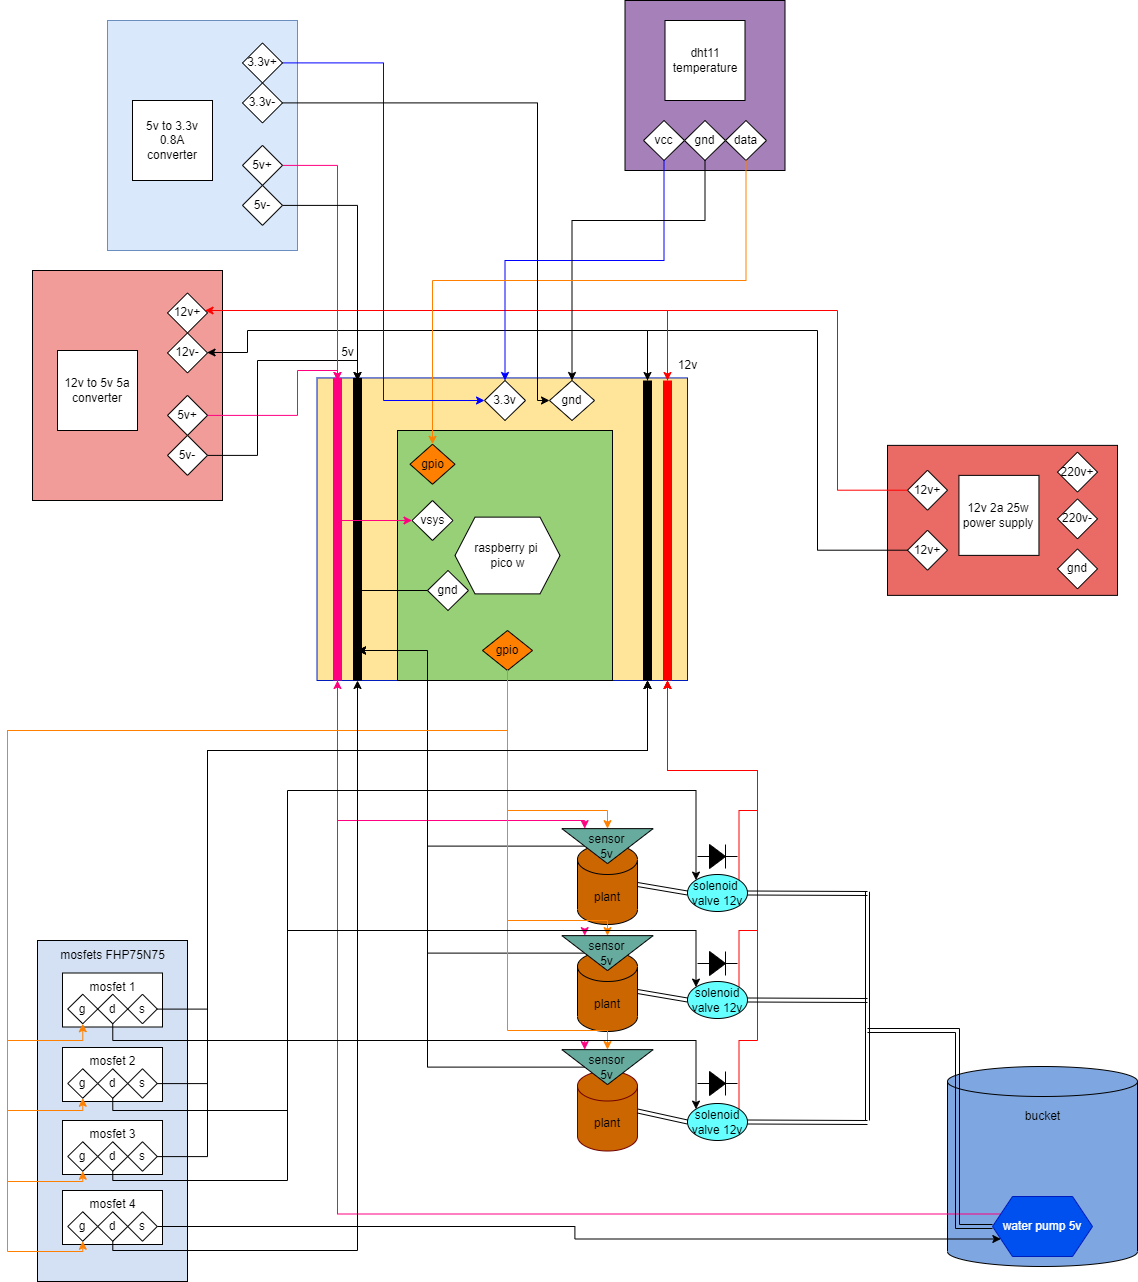 3.3v+
3.3v-
5v to 3.3v
0.8A
converter
5v+
5v-
dht11
temperature
vcc
gnd
data
12v+
12v-
12v to 5v 5a
converter
5v+
5v-
5v
12v
3.3v
gnd
gpio
vsys
raspberry pi
pico w
gnd
gpio
12v+
12v+
12v 2a 25w
power supply
220v+
220v-
gnd
sensor
5v
plant
solenoid
valve 12v
sensor
5v
plant
solenoid
valve 12v
sensor
5v
plant
solenoid
valve 12v
mosfets FHP75N75
mosfet 1
g
d
s
mosfet 2
g
d
s
mosfet 3
g
d
s
mosfet 4
g
d
s
bucket
water pump 5v